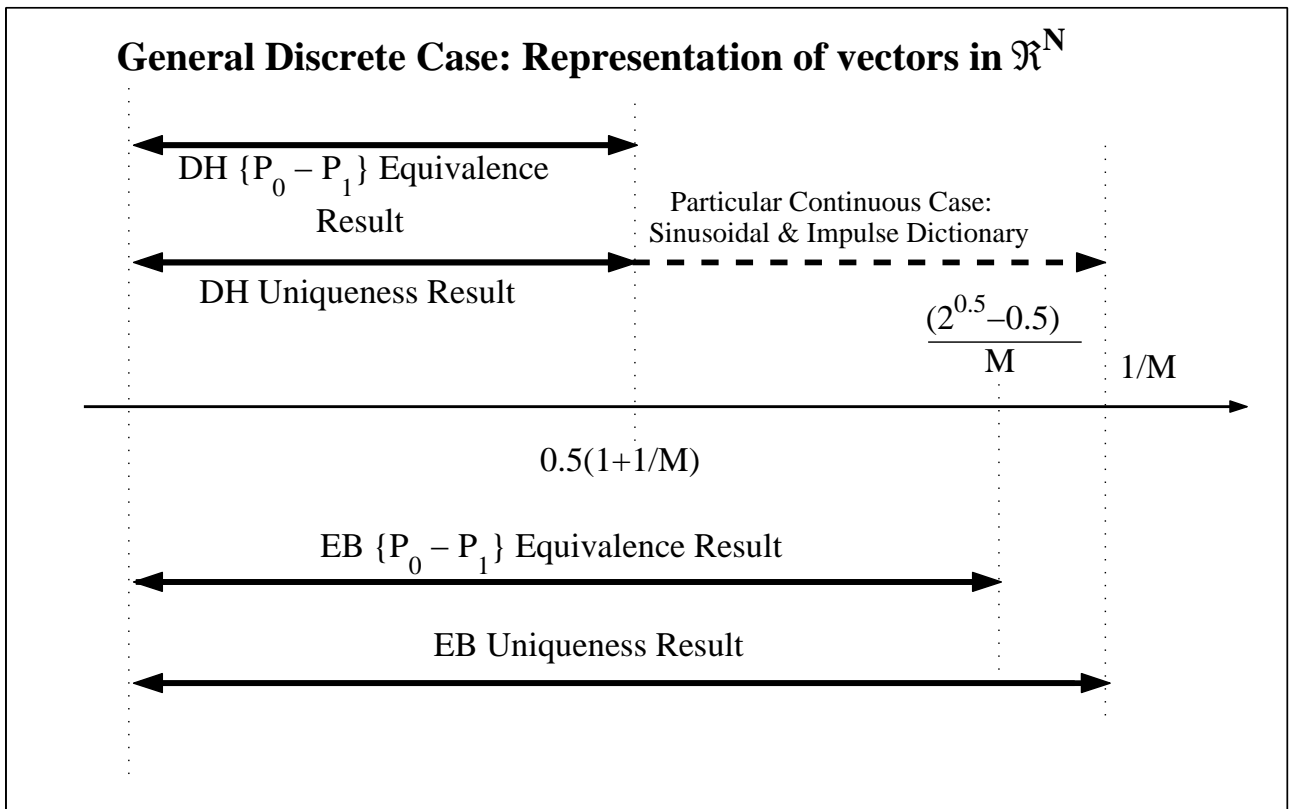 General Discrete Case: Representation of vectors in ℜ^N
DH {P_0 – P_1} Equivalence
Result
Particular Continuous Case:
Sinusoidal & Impulse Dictionary
DH Uniqueness Result
(2^0.5–0.5)
M
1/M
0.5(1+1/M)
EB {P_0 – P_1} Equivalence Result
EB Uniqueness Result